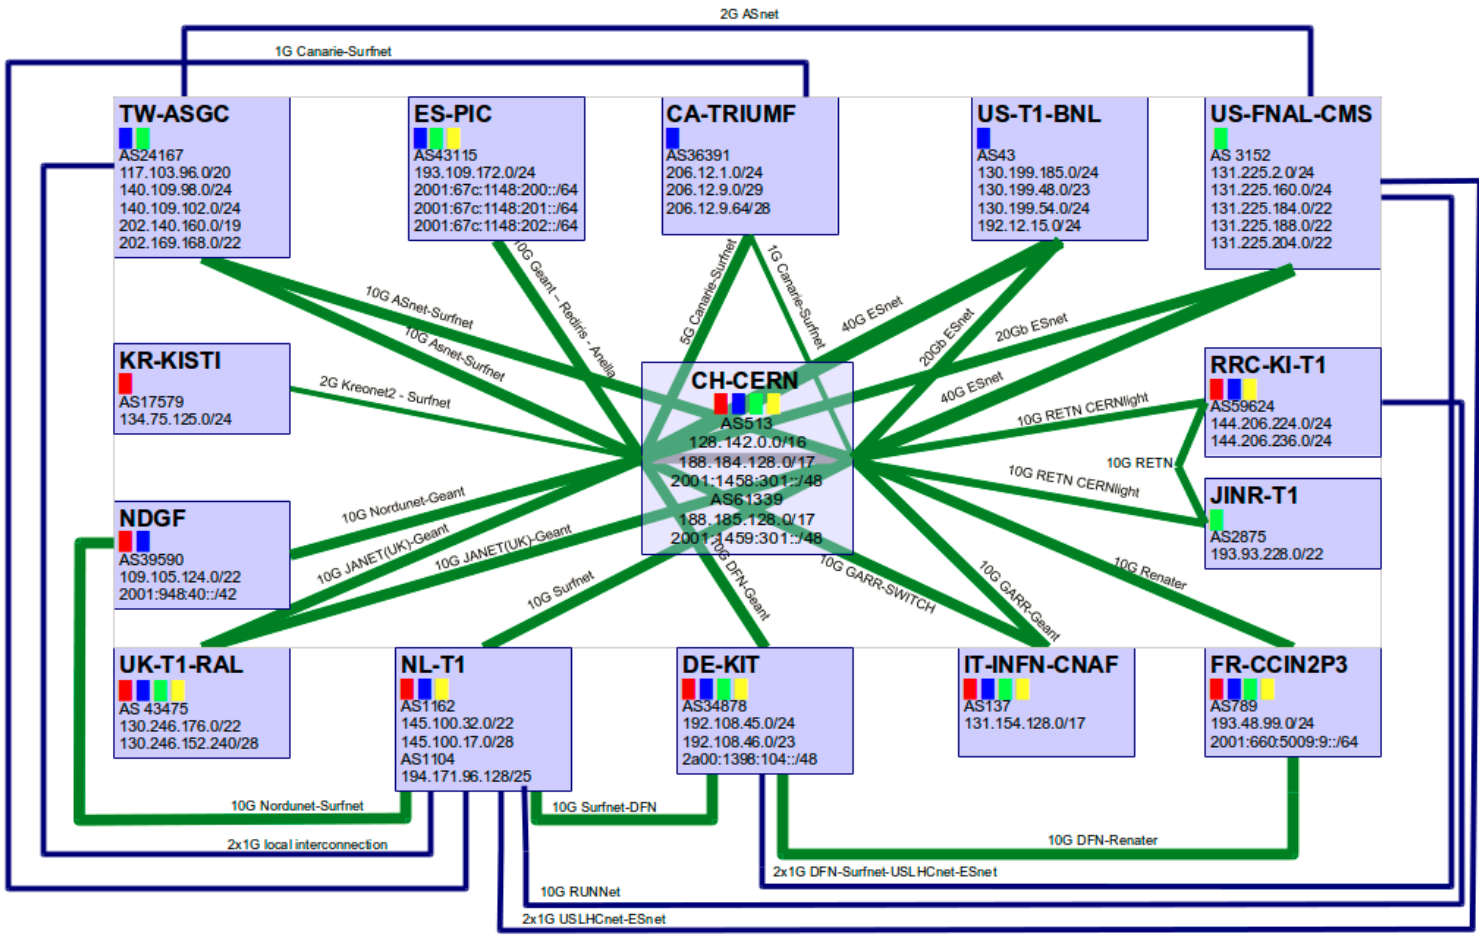 2G ASnet
1G Canarie-Surfnet
TW-ASGC
AS24167
117.103.96.0/20
140.109.98.0/24
140.109.102.0/24
202.140.160.0/19
202.169.168.0/22
ES-PIC
AS43115
193.109.172.0/24
2001:67c:1148:200::/64
2001:67c:1148:201::/64
2001:67c:1148:202::/64
CA-TRIUMF
AS36391
206.12.1.0/24
206.12.9.0/29
206.12.9.64/28
US-T1-BNL
AS43
130.199.185.0/24
130.199.48.0/23
130.199.54.0/24
192.12.15.0/24
US-FNAL-CMS
AS 3152
131.225.2.0/24
131.225.160.0/24
131.225.184.0/22
131.225.188.0/22
131.225.204.0/22
10G ASnet-Surfnet
10G Asnet-Surfnet
10G Geant – Rediris - Anella
5G Canarie-Surfnet
1G Canarie-Surfnet
40G ESnet
20Gb ESnet
20Gb ESnet
40G ESnet
KR-KISTI
AS17579
134.75.125.0/24
2G Kreonet2 - Surfnet
CH-CERN
AS513
128.142.0.0/16
188.184.128.0/17
2001:1458:301::/48
AS61339
188.185.128.0/17
2001:1459:301::/48
RRC-KI-T1
AS59624
144.206.224.0/24
144.206.236.0/24
10G RETN CERNlight
10G RETN
10G RETN CERNlight
JINR-T1
AS2875
193.93.228.0/22
NDGF
AS39590
109.105.124.0/22
2001:948:40::/42
10G Nordunet-Geant
10G JANET(UK)-Geant
10G JANET(UK)-Geant
10G Surfnet
10G DFN-Geant
10G GARR-SWITCH
10G GARR-Geant
10G Renater
UK-T1-RAL
AS 43475
130.246.176.0/22
130.246.152.240/28
NL-T1
AS1162
145.100.32.0/22
145.100.17.0/28
AS1104
194.171.96.128/25
DE-KIT
AS34878
192.108.45.0/24
192.108.46.0/23
2a00:1398:104::/48
IT-INFN-CNAF
AS137
131.154.128.0/17
FR-CCIN2P3
AS789
193.48.99.0/24
2001:660:5009:9::/64
10G Nordunet-Surfnet
10G Surfnet-DFN
2x1G local interconnection
10G DFN-Renater
2x1G DFN-Surfnet-USLHCnet-ESnet
10G RUNNet
2x1G USLHCnet-ESnet